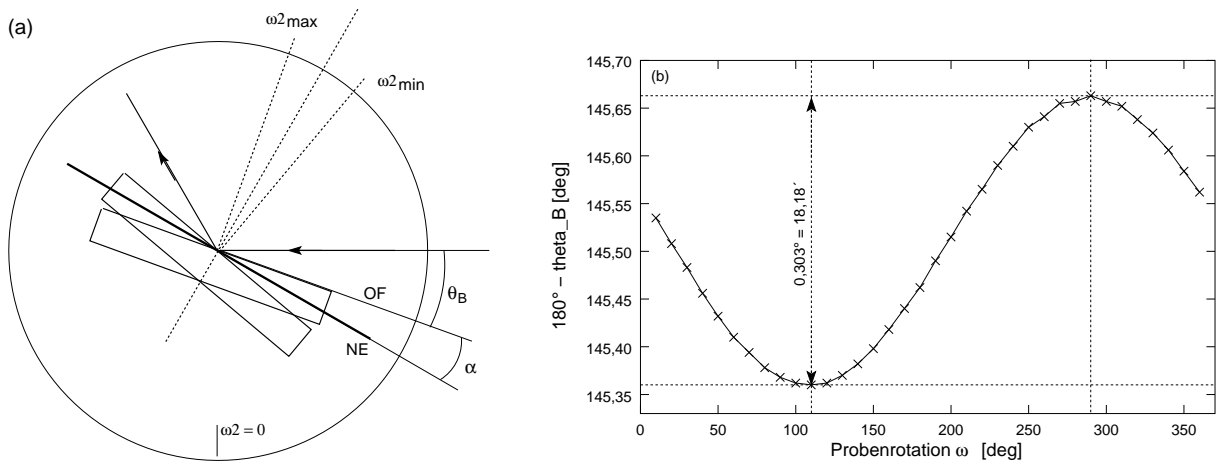 (a)
ω2max
ω2min
OF
θB
NE
α
ω2 = 0
(b)
180° − theta_B [deg]
145,70
145,65
145,60
145,55
145,50
145,45
145,40
145,35
0,303° = 18,18´
0 50 100 150 200 250 300 350
Probenrotation ω [deg]